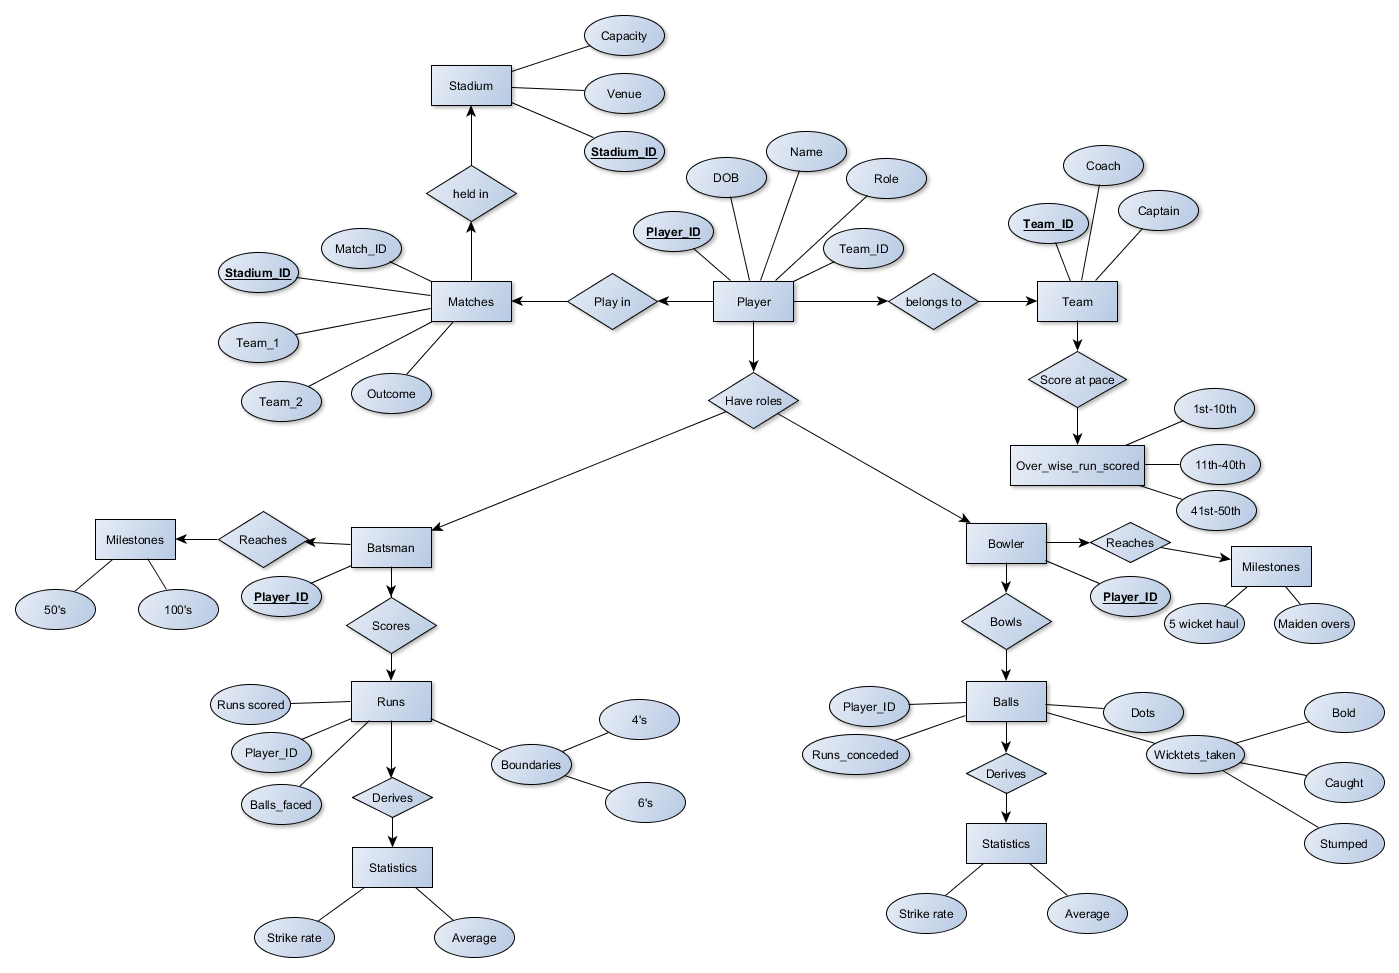 Capacity
Stadium
Venue
Stadium_ID
held in
Name
DOB
Role
Player_ID
Team_ID
Coach
Team_ID
Captain
Match_ID
Stadium_ID
Matches
Play in
Player
belongs to
Team
Team_1
Team_2
Outcome
Have roles
Score at pace
1st-10th
Over_wise_run_scored
11th-40th
41st-50th
Milestones
Reaches
Batsman
Player_ID
50's
100's
Scores
Bowler
Reaches
Milestones
Player_ID
5 wicket haul
Maiden overs
Bowls
Runs scored
Runs
Player_ID
Balls_faced
Boundaries
4's
6's
Derives
Statistics
Strike rate
Average
Player_ID
Balls
Dots
Runs_conceded
Wicktets_taken
Bold
Caught
Stumped
Derives
Statistics
Strike rate
Average